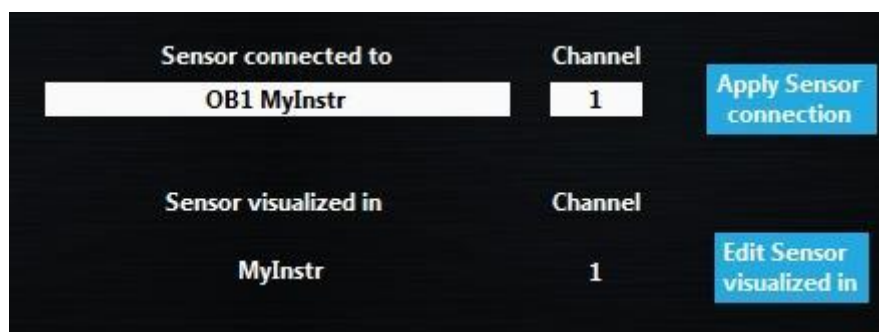 Sensor connected to
Channel
OB1 MyInstr
1
Apply Sensor
connection
Sensor visualized in
Channel
MyInstr
1
Edit Sensor
visualized in